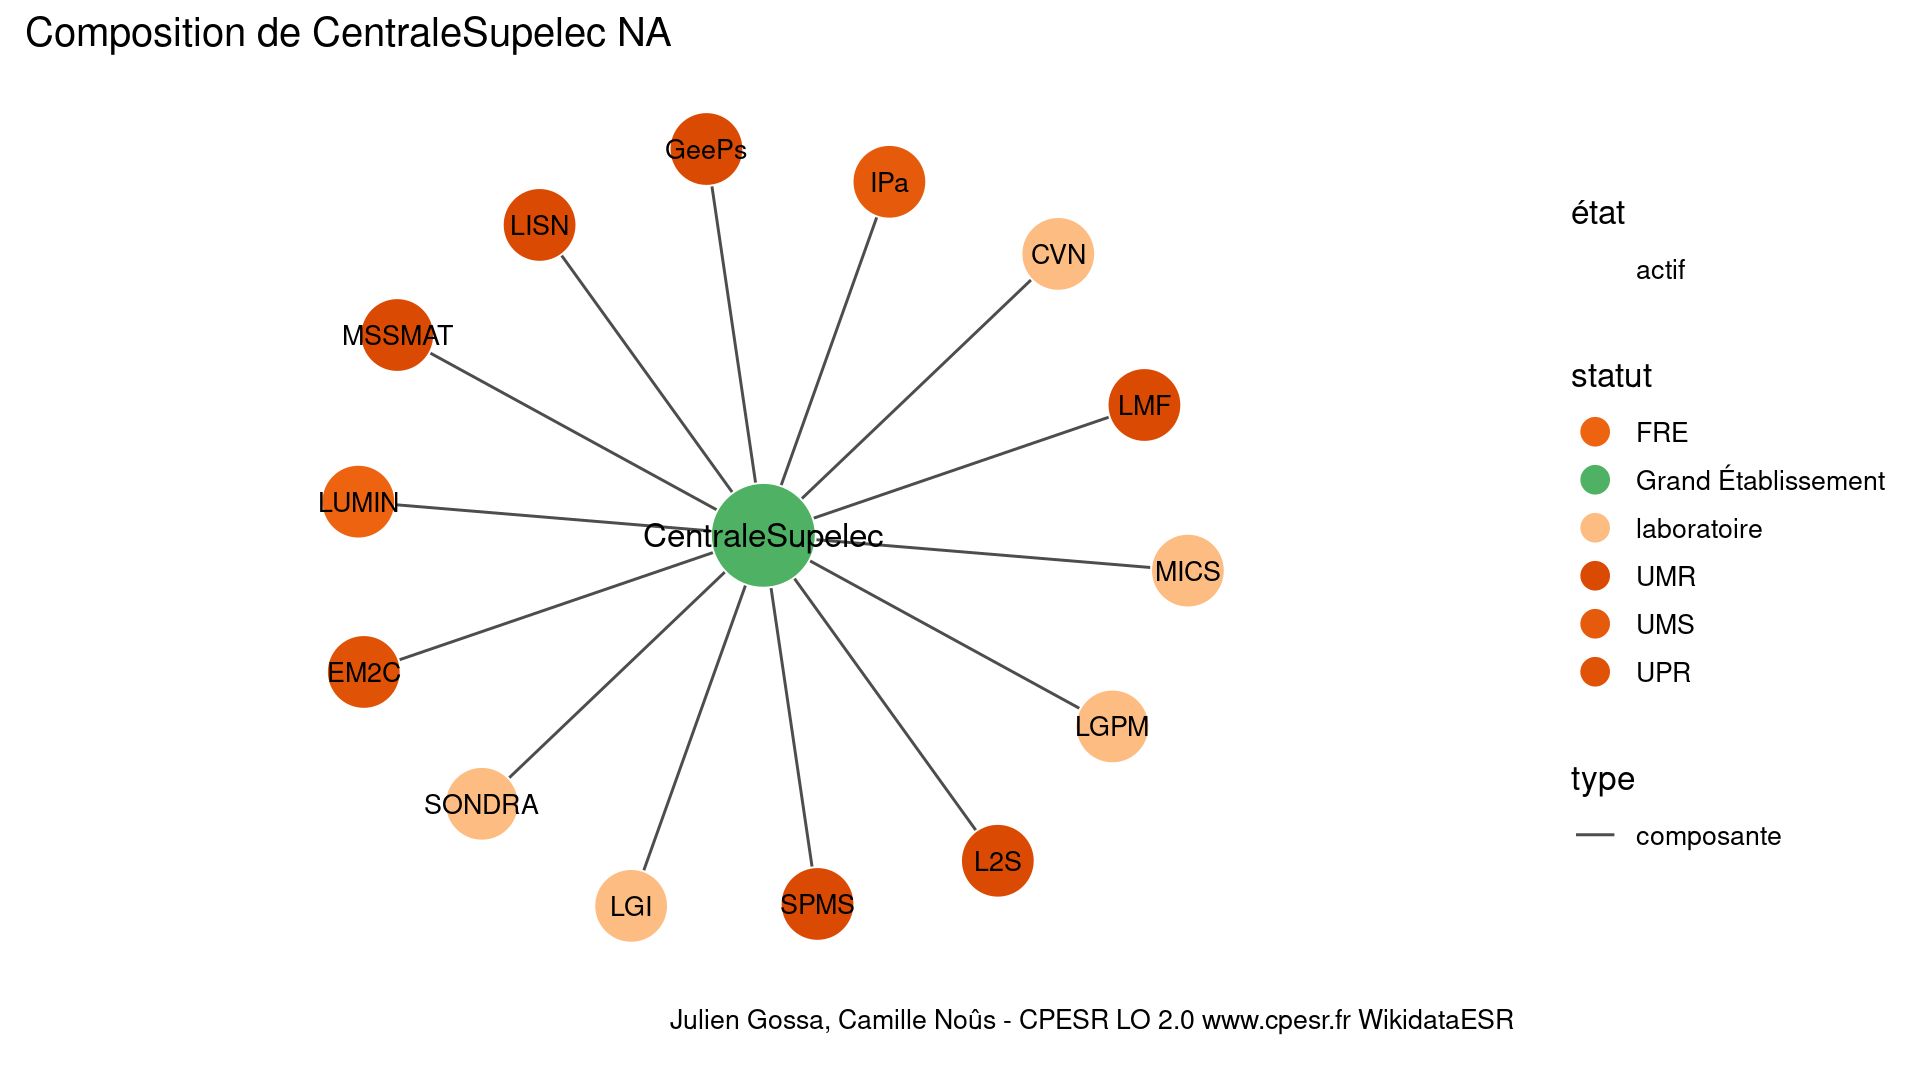 Composition de CentraleSupelec NA
GeePs
IPa
LISN
CVN
MSSMAT
LMF
LUMIN
CentraleSupelec
MICS
EM2C
LGPM
SONDRA
L2S
LGI
SPMS
état
actif
statut
FRE
Grand Établissement
laboratoire
UMR
UMS
UPR
type
composante
Julien Gossa, Camille Noûs - CPESR LO 2.0 www.cpesr.fr WikidataESR